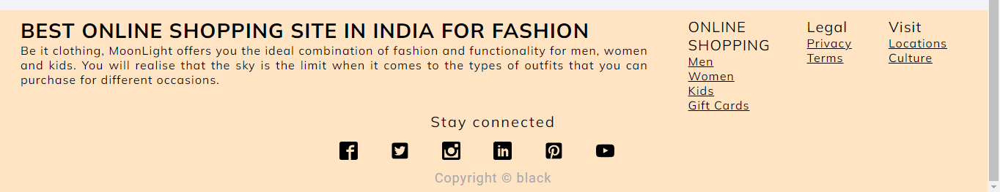 BEST ONLINE SHOPPING SITE IN INDIA FOR FASHION
Be it clothing, MoonLight offers you the ideal combination of fashion and functionality for men, women
and kids. You will realise that the sky is the limit when it comes to the types of outfits that you can
purchase for different occasions.
ONLINE
SHOPPING
Men
Women
Kids
Gift Cards
Legal
Privacy
Terms
Visit
Locations
Culture
Stay connected
Copyright © black